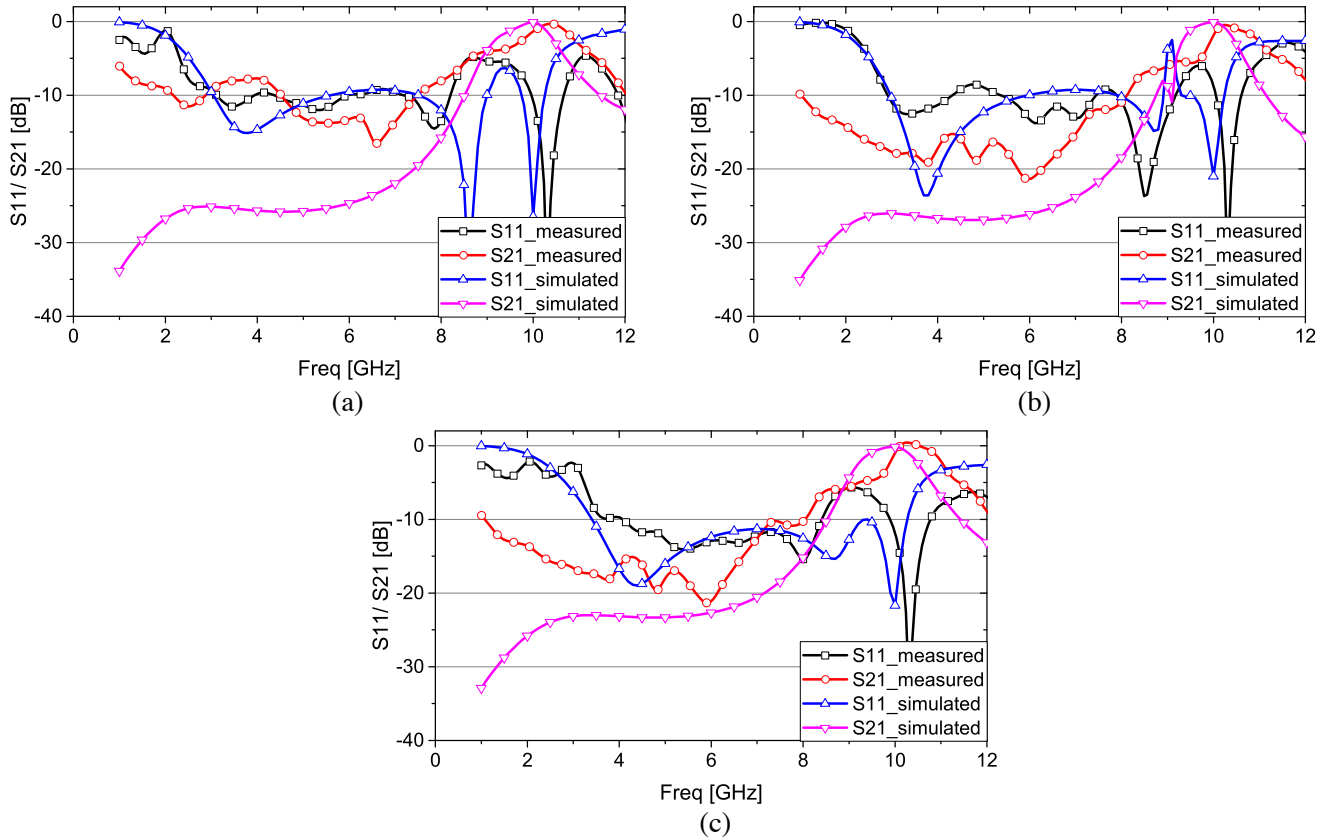 0
-10
-20
-30
-40
S11/ S21 [dB]
0 2 4 6 8 10 12
Freq [GHz]
S11_measured
S21_measured
S11_simulated
S21_simulated
(a)
0
-10
-20
-30
-40
S11/ S21 [dB]
0 2 4 6 8 10 12
Freq [GHz]
S11_measured
S21_measured
S11_simulated
S21_simulated
(b)
0
-10
-20
-30
-40
S11/ S21 [dB]
0 2 4 6 8 10 12
Freq [GHz]
S11_measured
S21_measured
S11_simulated
S21_simulated
(c)